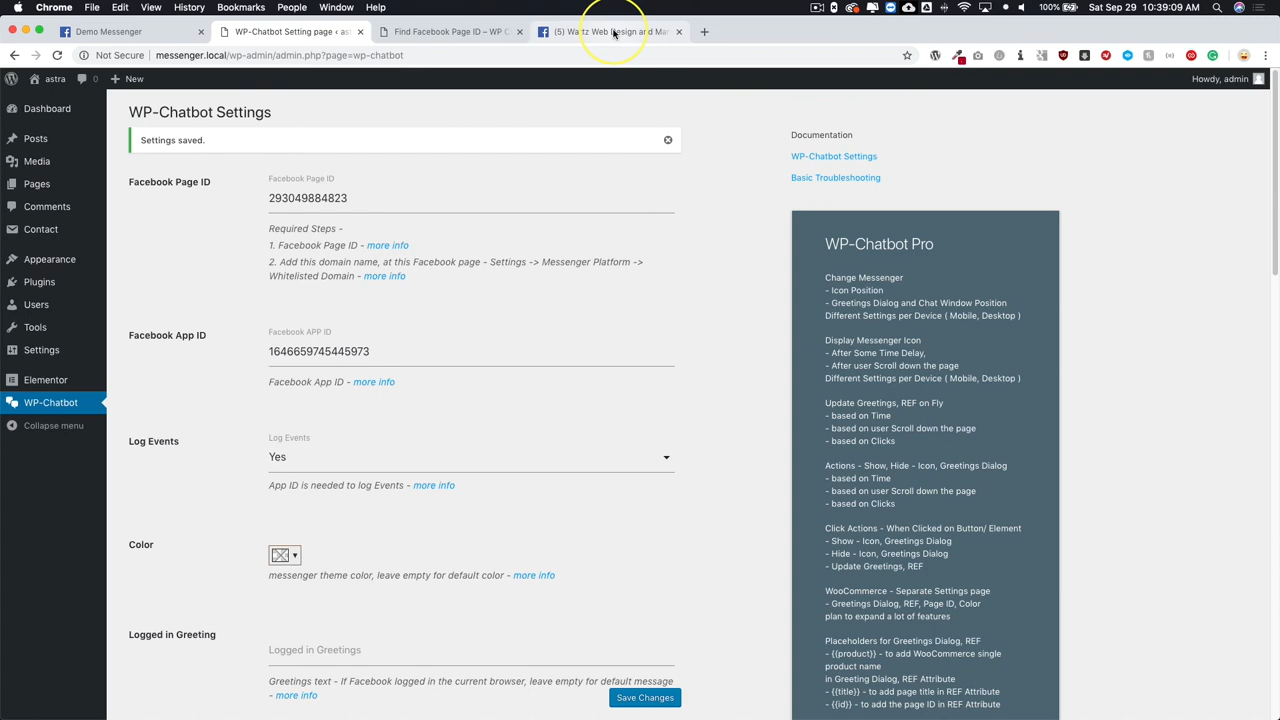 Chrome File Edit View History Bookmarks People Window Help
Fri Nov 1 10:39:09 AM
Demo Messenger
WP-Chatbot Setting page ‹ ast
Find Facebook Page ID – WP C
(5) Waltz Web Design and Mar
Not Secure messenger.local/wp-admin/admin.php?page=wp-chatbot
astra 0 New
Howdy, admin
Dashboard
Posts
Media
Pages
Comments
Contact
Appearance
Plugins
Users
Tools
Settings
Elementor
WP-Chatbot
Collapse menu
WP-Chatbot Settings
Settings saved.
Facebook Page ID
Facebook Page ID
293049884823
Required Steps -
1. Facebook Page ID - more info
2. Add this domain name, at this Facebook page - Settings -> Messenger Platform ->
Whitelisted Domain - more info
Facebook App ID
Facebook APP ID
1646659745445973
Facebook App ID - more info
Log Events
Log Events
Yes
App ID is needed to log Events - more info
Color
messenger theme color, leave empty for default color - more info
Logged in Greeting
Logged in Greetings
Greetings text - If Facebook logged in the current browser, leave empty for default message
- more info
Save Changes
Documentation
WP-Chatbot Settings
Basic Troubleshooting
WP-Chatbot Pro
Change Messenger
- Icon Position
- Greetings Dialog and Chat Window Position
Different Settings per Device ( Mobile, Desktop )
Display Messenger Icon
- After Some Time Delay,
- After user Scroll down the page
Different Settings per Device ( Mobile, Desktop )
Update Greetings, REF on Fly
- based on Time
- based on user Scroll down the page
- based on Clicks
Actions - Show, Hide - Icon, Greetings Dialog
- based on Time
- based on user Scroll down the page
- based on Clicks
Click Actions - When Clicked on Button/ Element
- Show - Icon, Greetings Dialog
- Hide - Icon, Greetings Dialog
- Update Greetings, REF
WooCommerce - Separate Settings page
- Greetings Dialog, REF, Page ID, Color
plan to expand a lot of features
Placeholders for Greetings Dialog, REF
- {{product}} - to add WooCommerce single
product name
in Greeting Dialog, REF Attribute
- {{title}} - to add page title in REF Attribute
- {{id}} - to add the page ID in REF Attribute